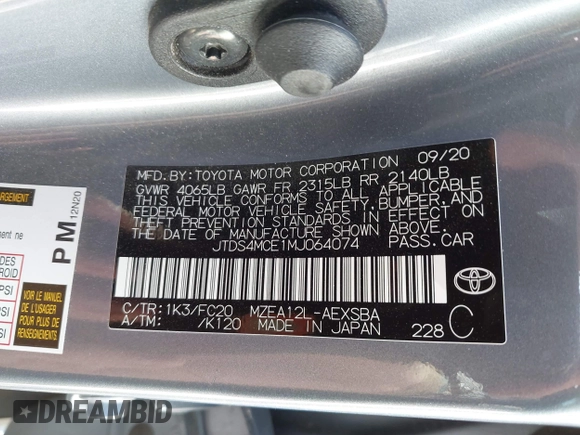 MFD. BY: TOYOTA MOTOR CORPORATION 09/20
GVWR 4065LB GAWR FR 2315LB RR 2140LB
THIS VEHICLE CONFORMS TO ALL APPLICABLE
FEDERAL MOTOR VEHICLE SAFETY, BUMPER, AND
THEFT PREVENTION STANDARDS IN EFFECT ON
THE DATE OF MANUFACTURE SHOWN ABOVE.
JTDS4MCE1MJ064074 PASS. CAR
C/TR: 1K3/FC20 MZEA12L-AEXSBA
A/TM: /K120 MADE IN JAPAN 228 C
PM 12N20
VOIR MANUEL
DE L'USAGER
POUR PLUS DE
RENSEIGNEMENTS
PSI
PSI
DREAMBID